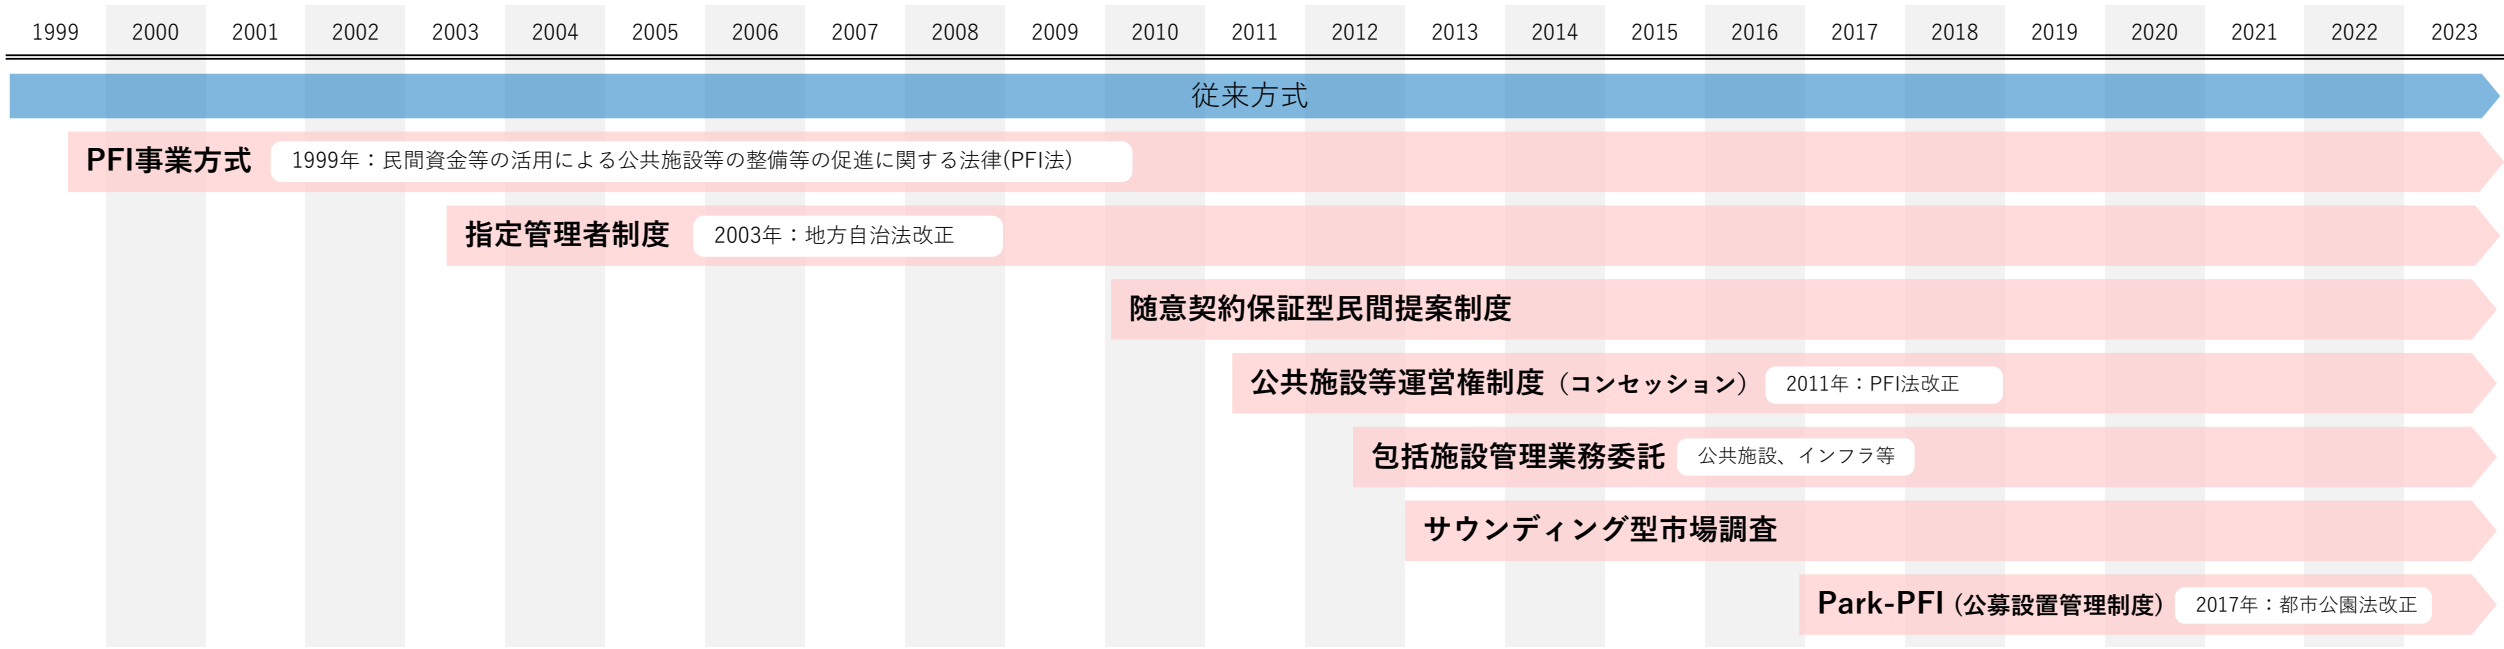 1999 2000 2001 2002 2003 2004 2005 2006 2007 2008 2009 2010 2011 2012 2013 2014 2015 2016 2017 2018 2019 2020 2021 2022 2023
従来方式
PFI事業方式 1999年：民間資金等の活用による公共施設等の整備等の促進に関する法律(PFI法)
指定管理者制度 2003年：地方自治法改正
随意契約保証型民間提案制度
公共施設等運営権制度（コンセッション） 2011年：PFI法改正
包括施設管理業務委託 公共施設、インフラ等
サウンディング型市場調査
Park-PFI (公募設置管理制度) 2017年：都市公園法改正